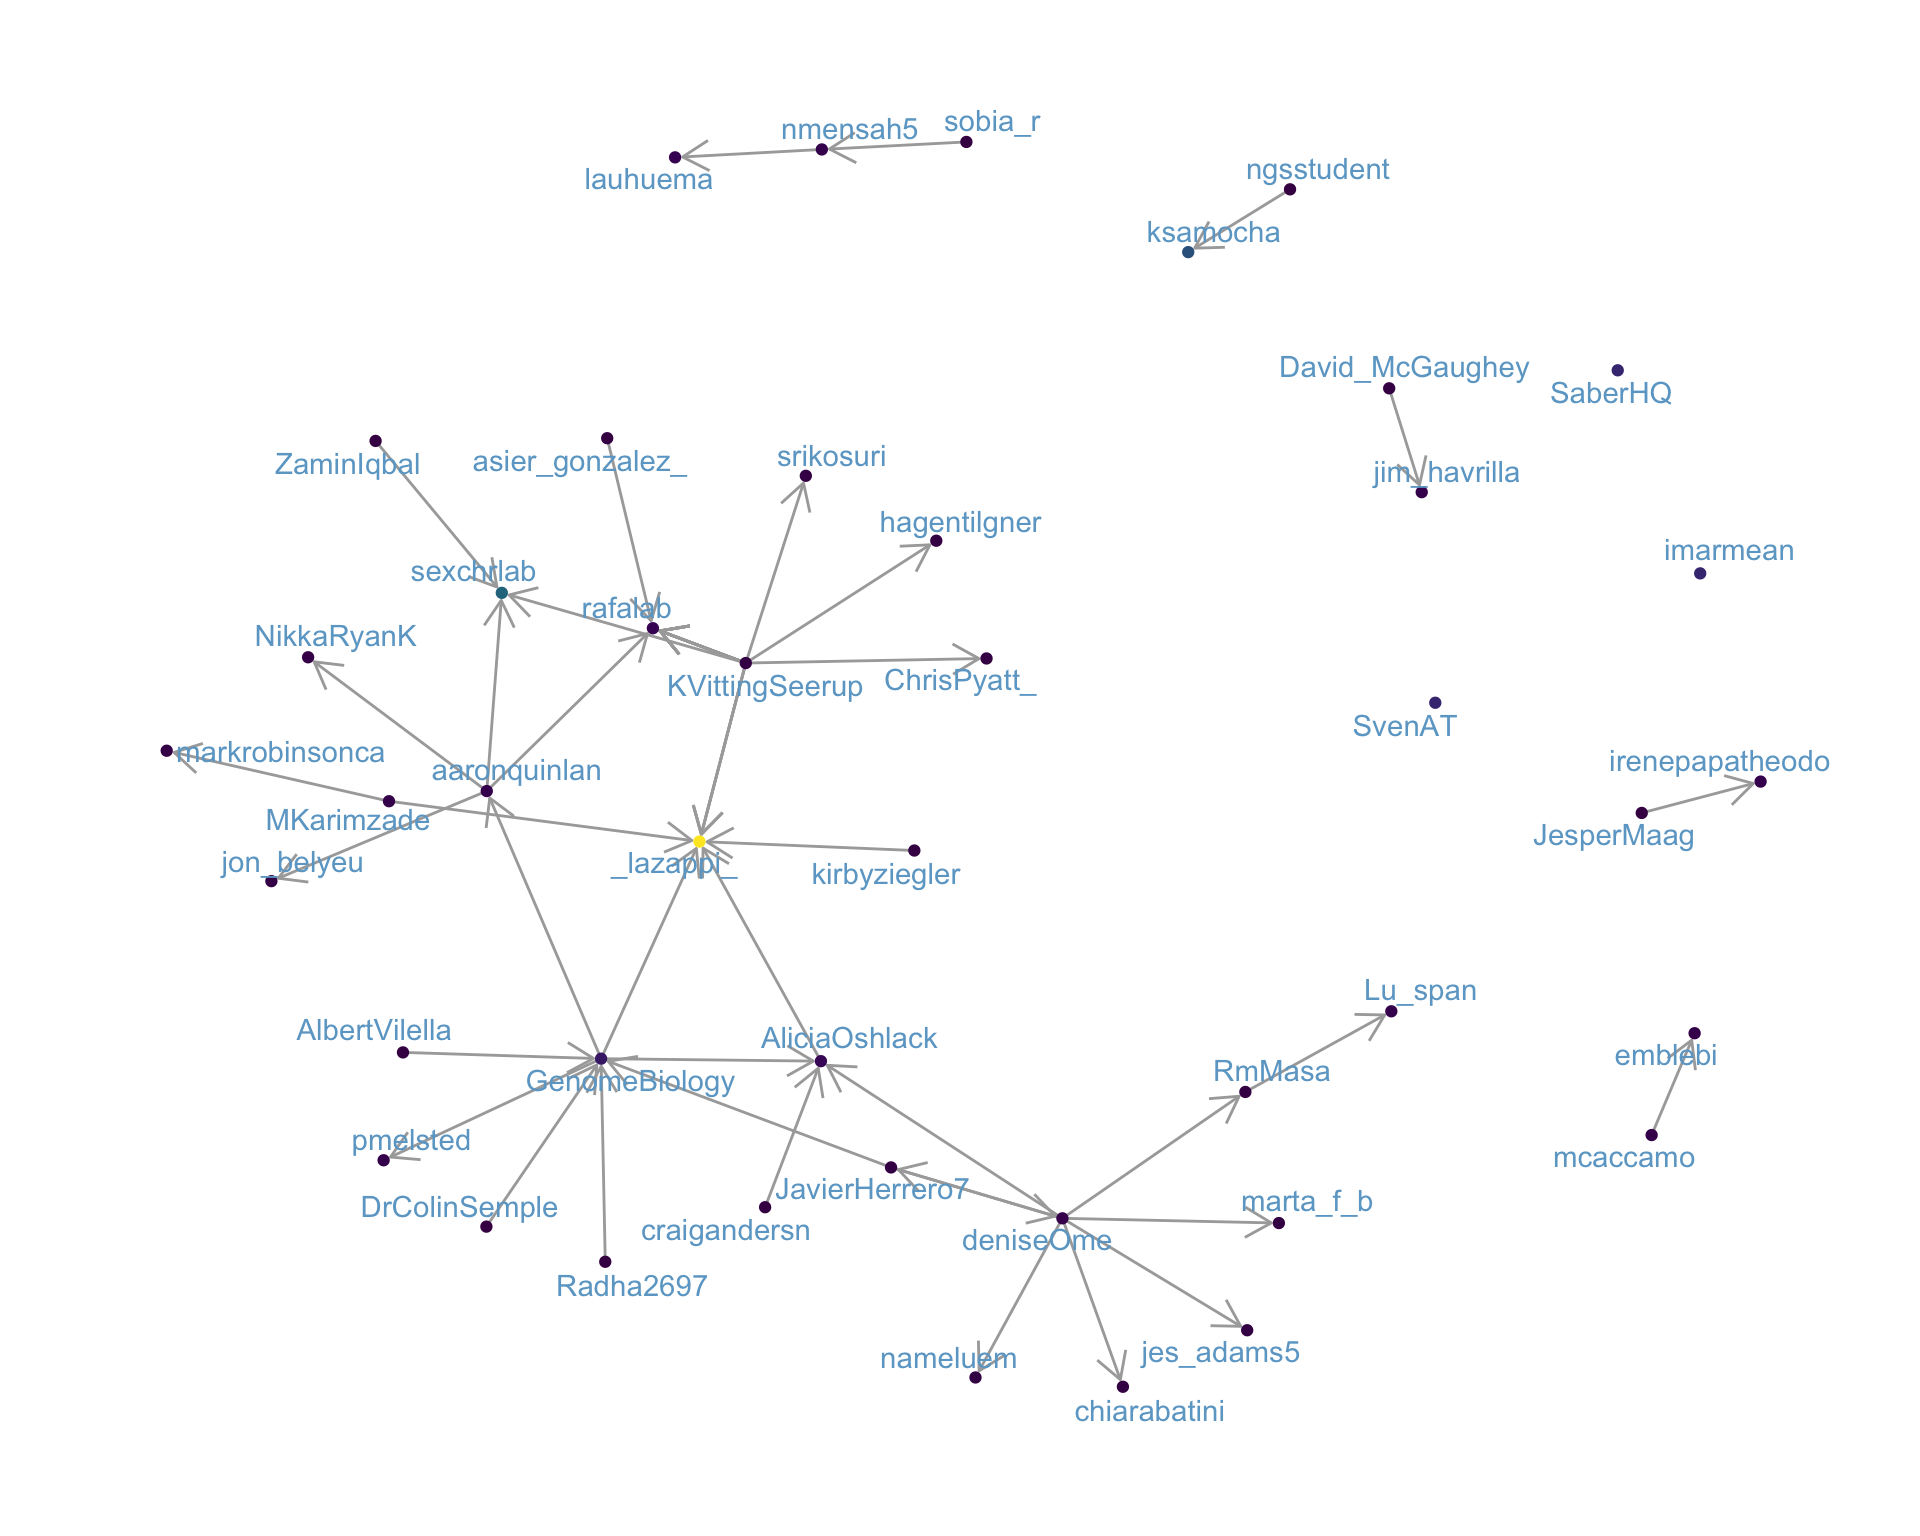 sobia_r
nmensah5
lauhuema
ngsstudent
ksamocha
David_McGaughey
SaberHQ
jim_havrilla
srikosuri
ZaminIqbal
asier_gonzalez_
hagentilgner
imarmean
sexchrlab
rafalab
NikkaRyanK
KVittingSeerup
ChrisPyatt_
SvenAT
markrobinsonca
irenepapatheodo
aaronquinlan
MKarimzade
JesperMaag
jon_belyeu
_lazappi_
kirbyziegler
Lu_span
AlbertVilella
AliciaOshlack
emblebi
RmMasa
GenomeBiology
pmelsted
mcaccamo
JavierHerrero7
marta_f_b
DrColinSemple
craigandersn
deniseOme
Radha2697
jes_adams5
nameluem
chiarabatini